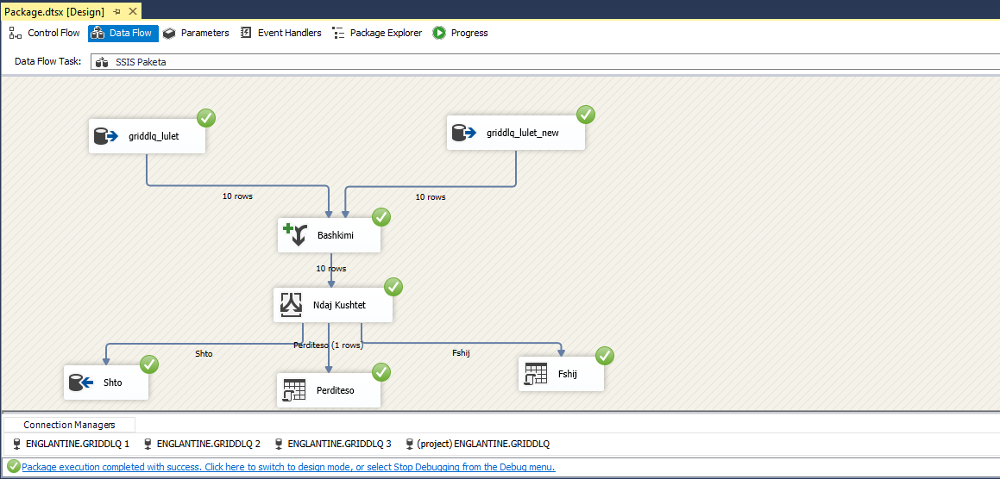 Package.dtsx [Design]
Control Flow Data Flow Parameters Event Handlers Package Explorer Progress
Data Flow Task: SSIS Paketa
griddlq_lulet griddlq_lulet_new
10 rows 10 rows
Bashkimi
10 rows
Ndaj Kushtet
Shto Perditeso (1 rows) Fshij
Shto Perditeso Fshij
Connection Managers
ENGLANTINE.GRIDDLQ 1 ENGLANTINE.GRIDDLQ 2 ENGLANTINE.GRIDDLQ 3 (project) ENGLANTINE.GRIDDLQ
Package execution completed with success. Click here to switch to design mode, or select Stop Debugging from the Debug menu.